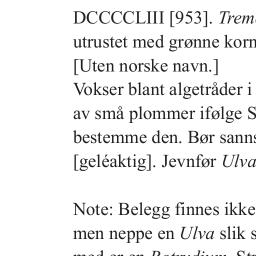 DCCCCLIII [953]. Trem
utrustet med grønne korn
[Uten norske navn.]
Vokser blant algetråder i
av små plommer ifølge S
bestemme den. Bør sanns
[geléaktig]. Jevnfør Ulva
Note: Belegg finnes ikke
men neppe en Ulva slik s